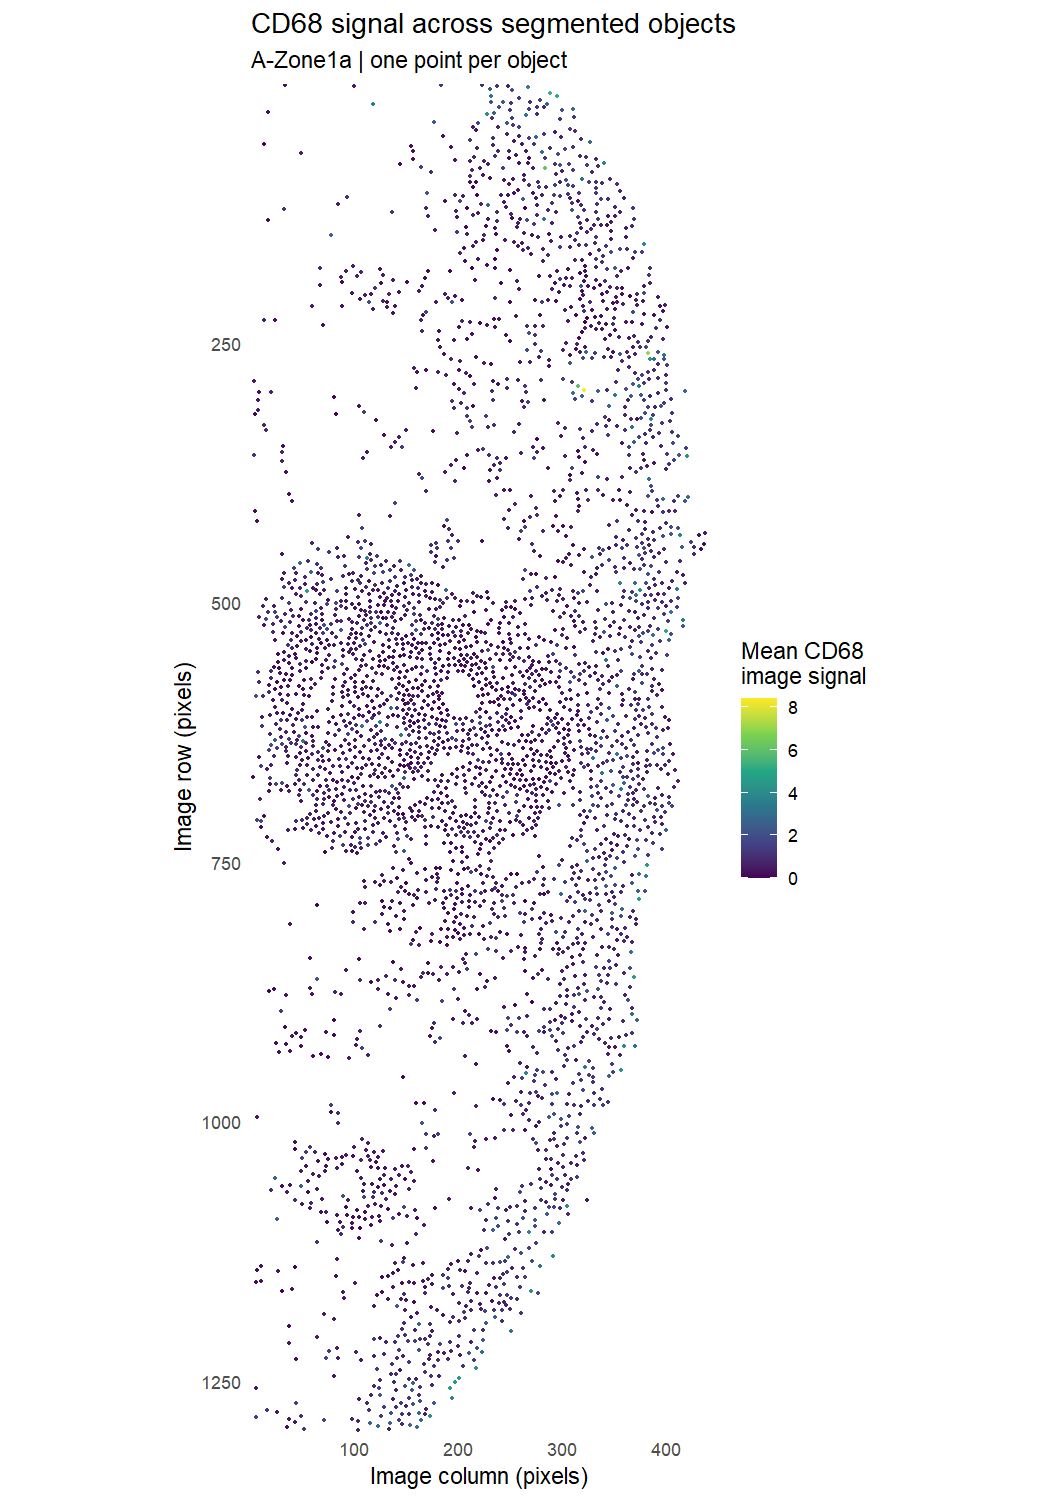 CD68 signal across segmented objects
A-Zone1a | one point per object
Image row (pixels)
250
500
750
1000
1250
100
200
300
400
Image column (pixels)
Mean CD68
image signal
8
6
4
2
0